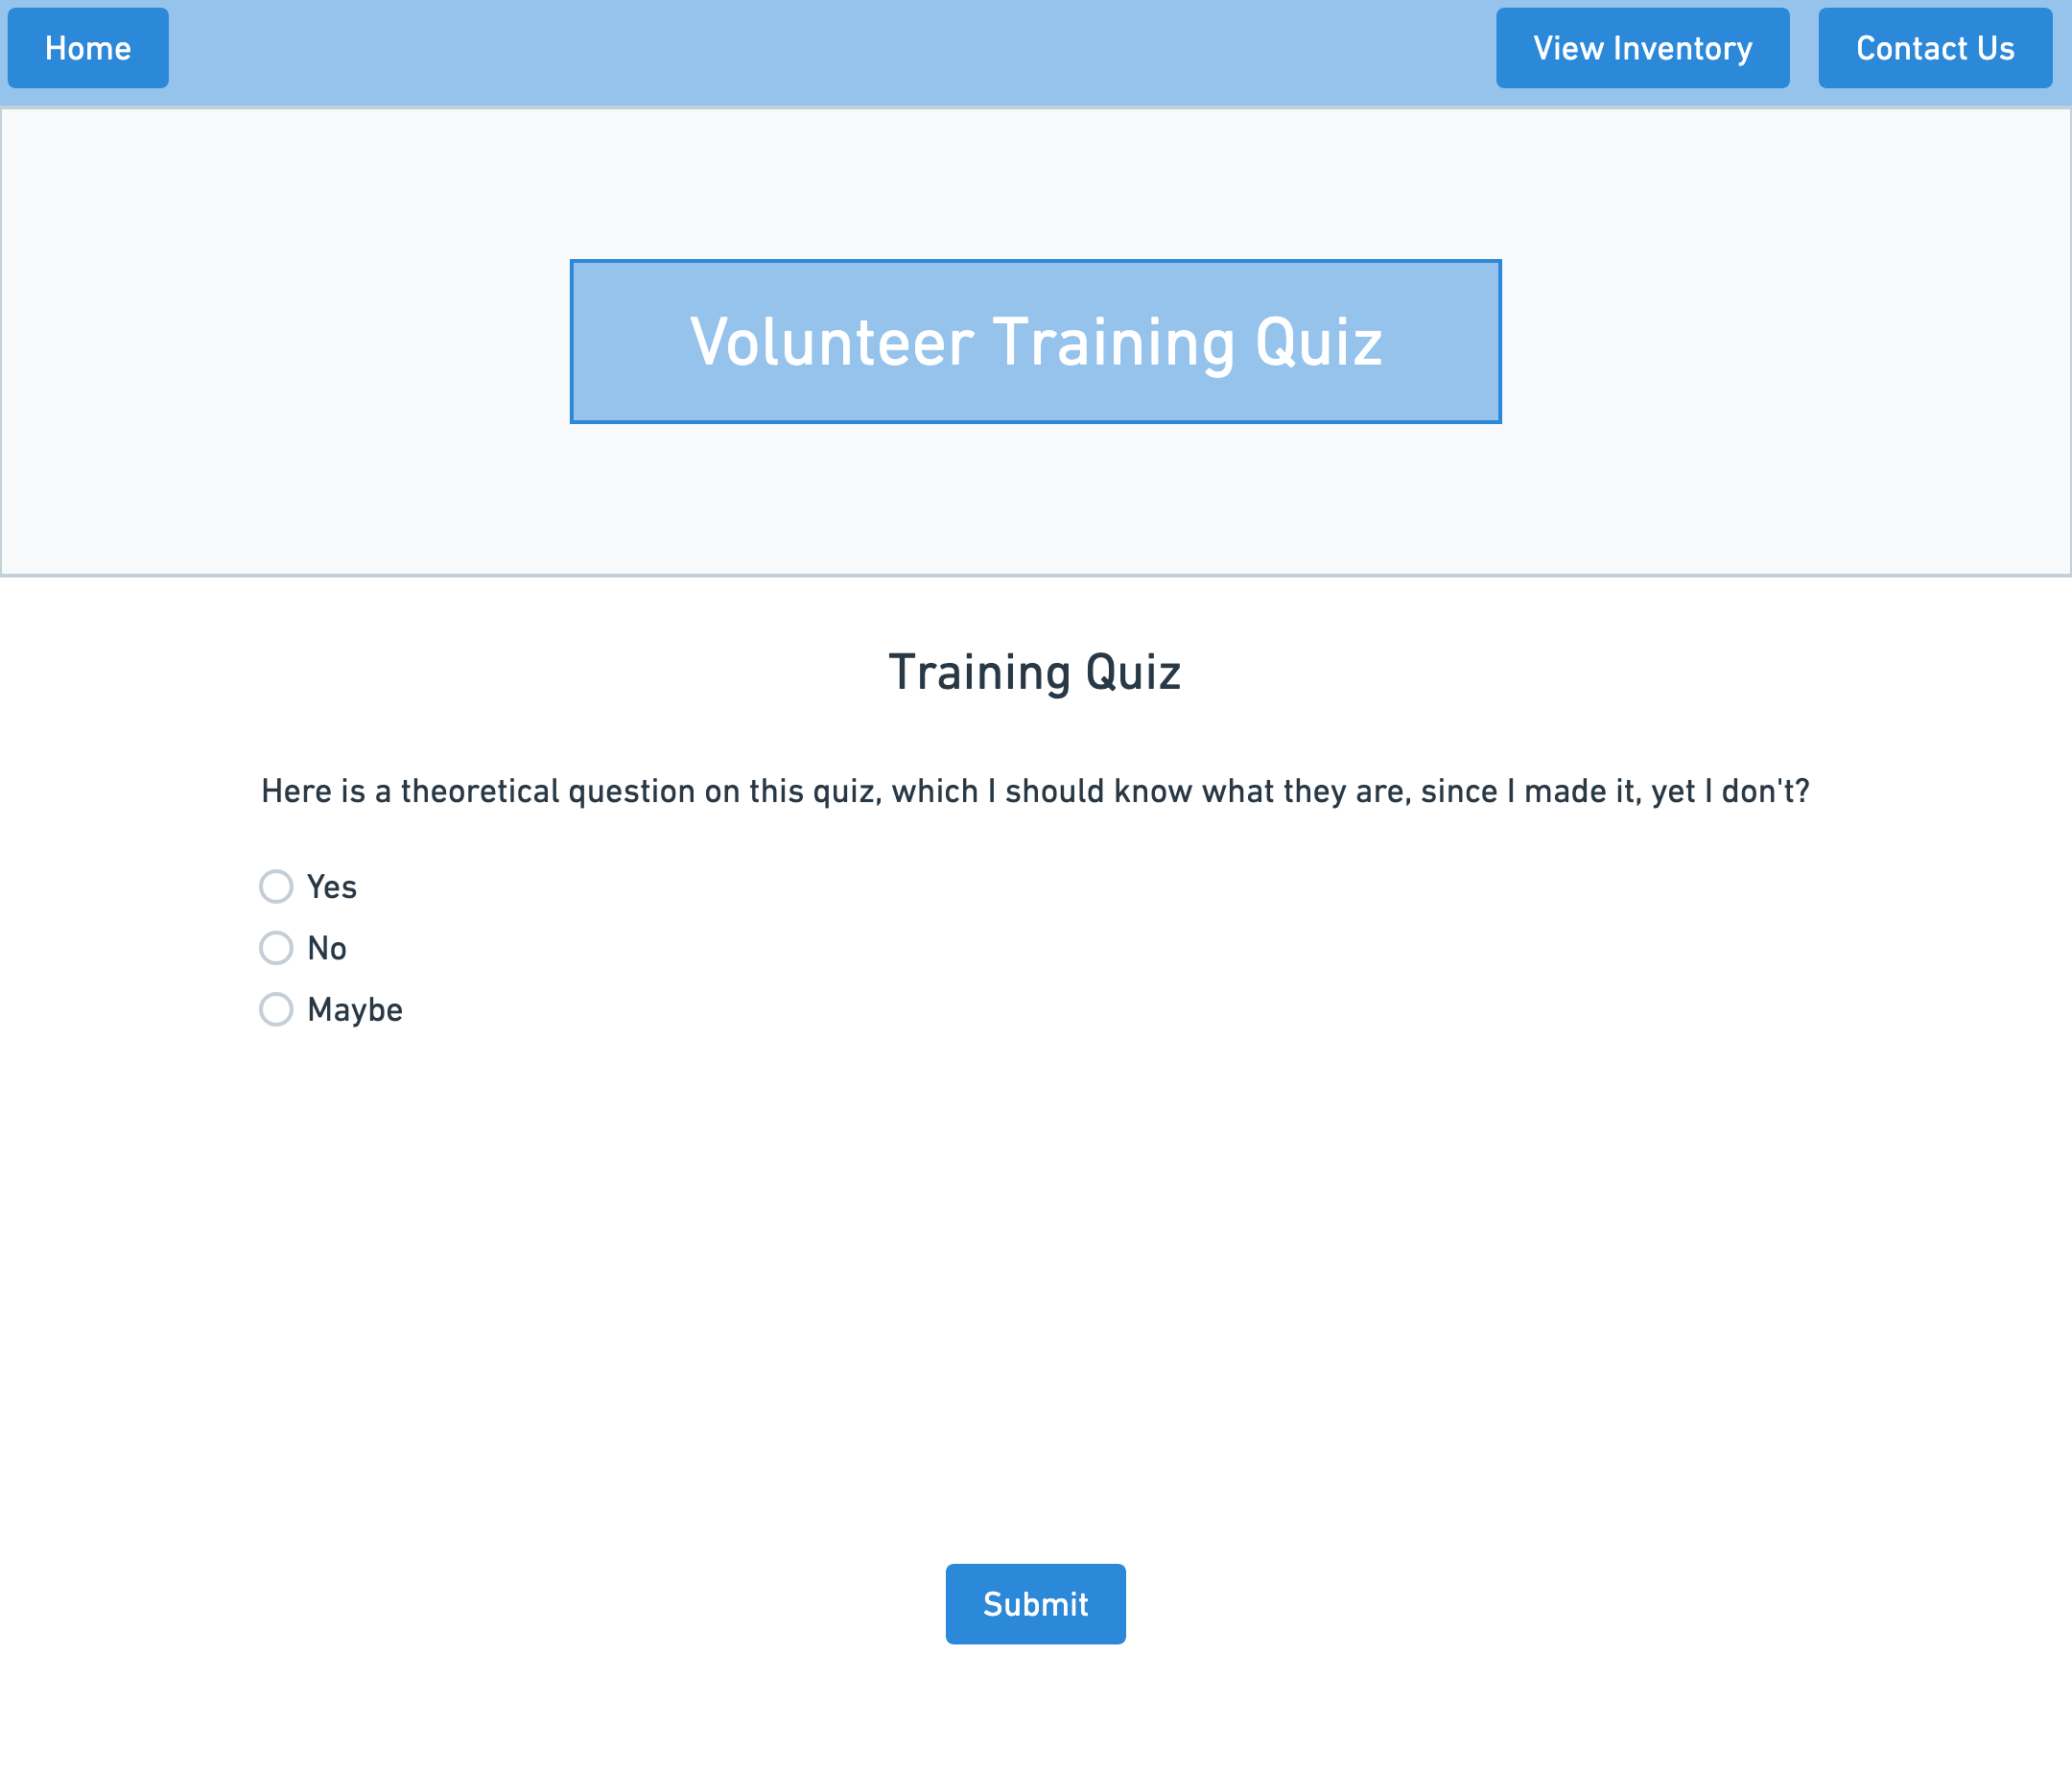 Home
View Inventory
Contact Us
Volunteer Training Quiz
Training Quiz
Here is a theoretical question on this quiz, which I should know what they are, since I made it, yet I don't?
Yes
No
Maybe
Submit